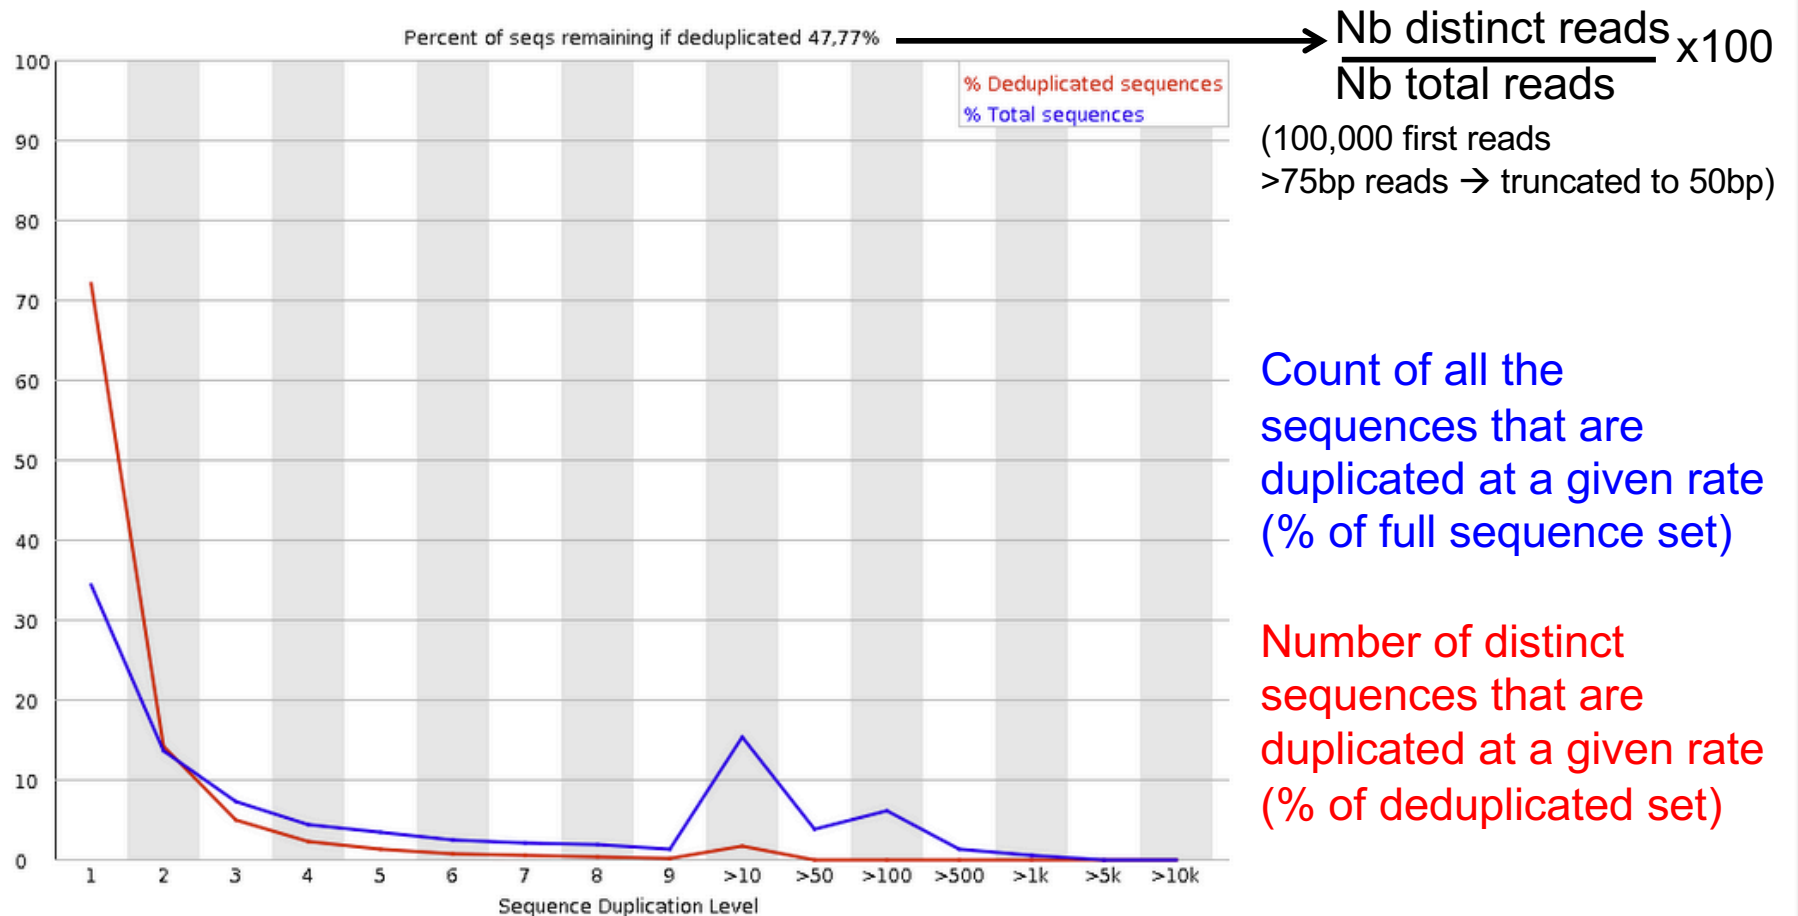 Percent of seqs remaining if deduplicated 47,77%
Nb distinct reads x100
Nb total reads
(100,000 first reads
>75bp reads → truncated to 50bp)
% Deduplicated sequences
% Total sequences
100
90
80
70
60
50
40
30
20
10
0
1 2 3 4 5 6 7 8 9 >10 >50 >100 >500 >1k >5k >10k
Sequence Duplication Level
Count of all the
sequences that are
duplicated at a given rate
(% of full sequence set)
Number of distinct
sequences that are
duplicated at a given rate
(% of deduplicated set)